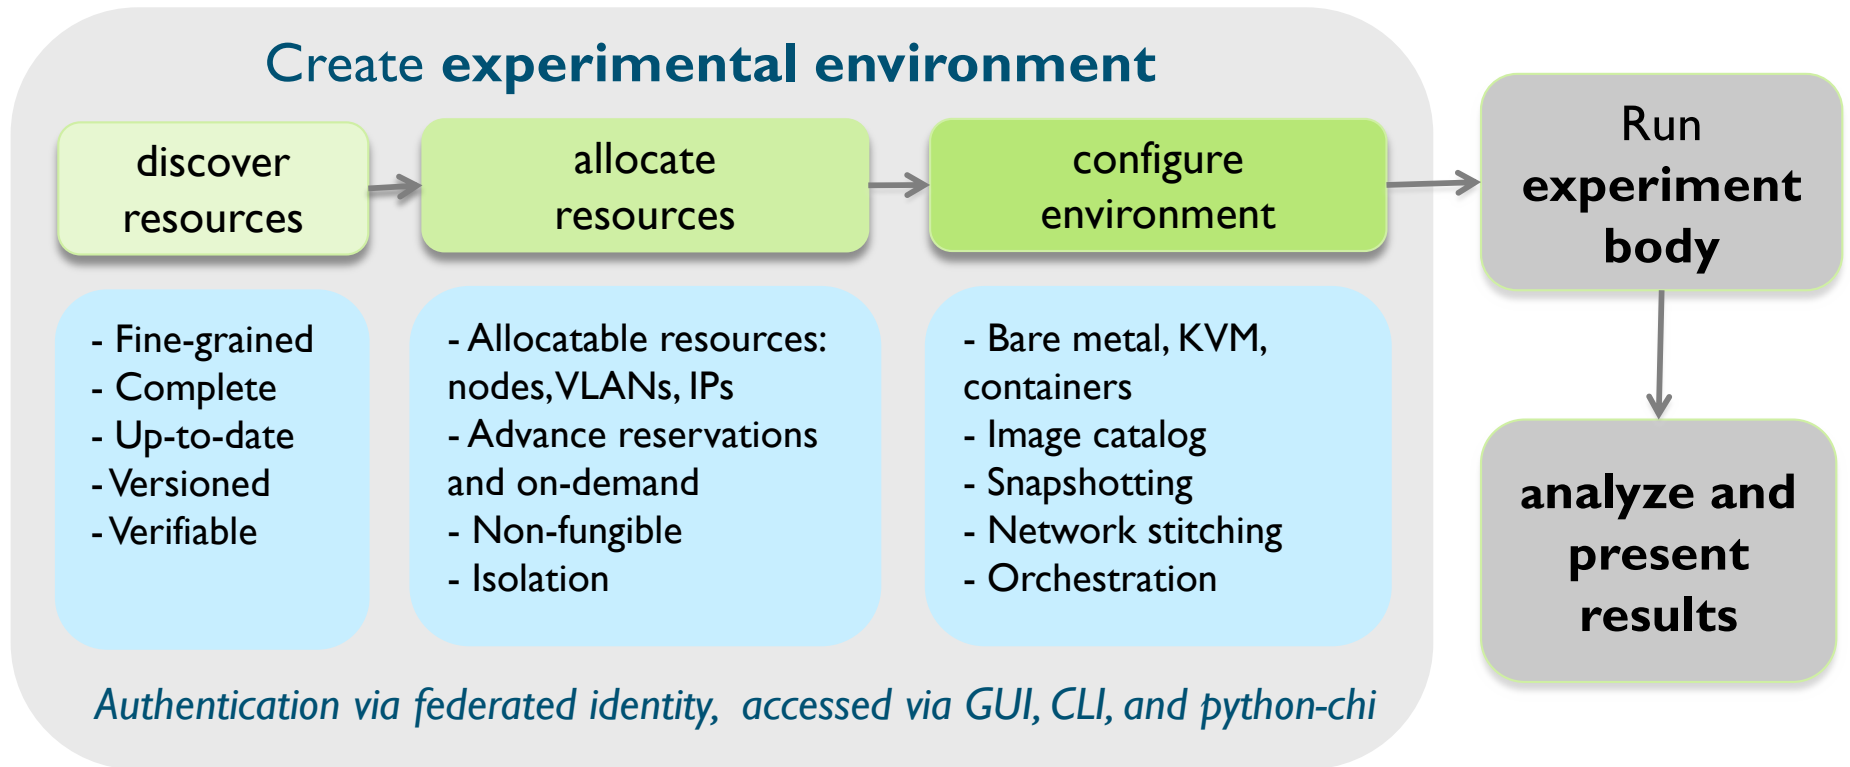 Create experimental environment
discover
resources
allocate
resources
configure
environment
Run
experiment
body
- Fine-grained
- Complete
- Up-to-date
- Versioned
- Verifiable
- Allocatable resources:
nodes, VLANs, IPs
- Advance reservations
and on-demand
- Non-fungible
- Isolation
- Bare metal, KVM,
containers
- Image catalog
- Snapshotting
- Network stitching
- Orchestration
analyze and
present
results
Authentication via federated identity, accessed via GUI, CLI, and python-chi